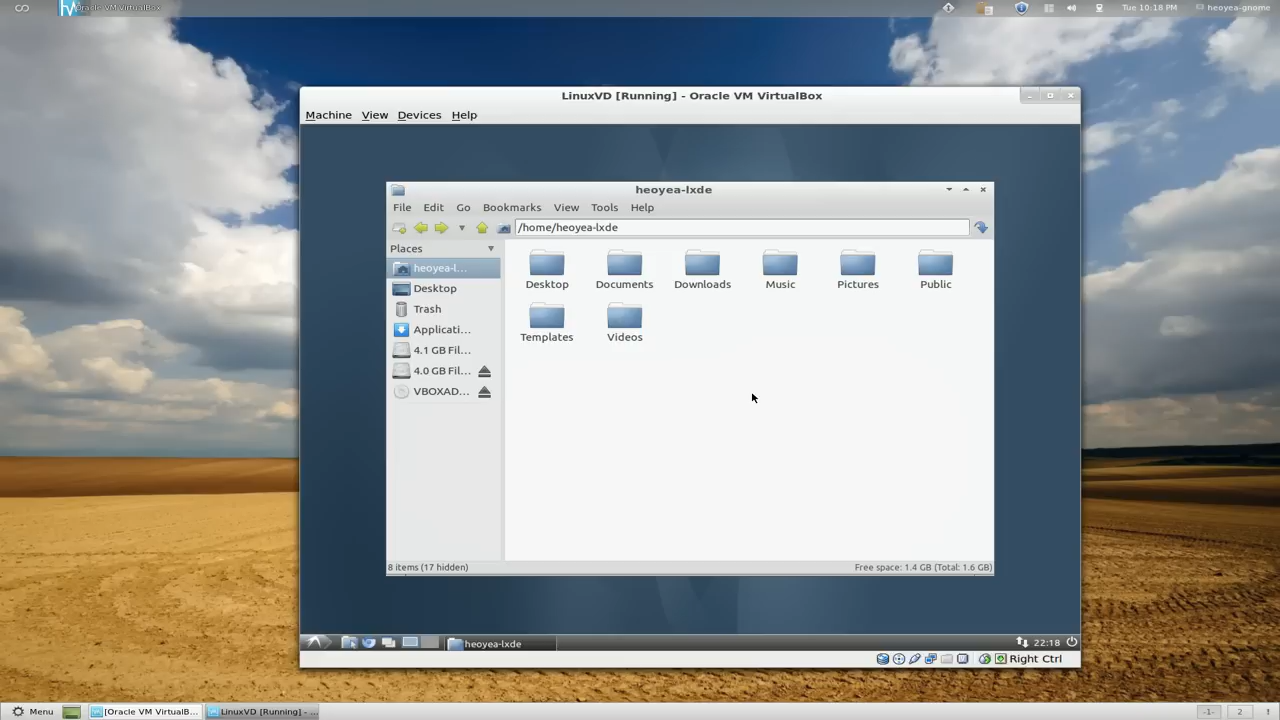 Oracle VM VirtualBox
Tue 10:18 PM
heoyea-gnome
LinuxVD [Running] - Oracle VM VirtualBox
Machine View Devices Help
heoyea-lxde
File Edit Go Bookmarks View Tools Help
/home/heoyea-lxde
Places
heoyea-l...
Desktop
Trash
Applicati...
4.1 GB Fil...
4.0 GB Fil...
VBOXAD...
Desktop Documents Downloads Music Pictures Public
Templates Videos
8 items (17 hidden)
Free space: 1.4 GB (Total: 1.6 GB)
heoyea-lxde
22:18
Right Ctrl
Menu
[Oracle VM VirtualB...
LinuxVD [Running] - ...
-1-
2
!